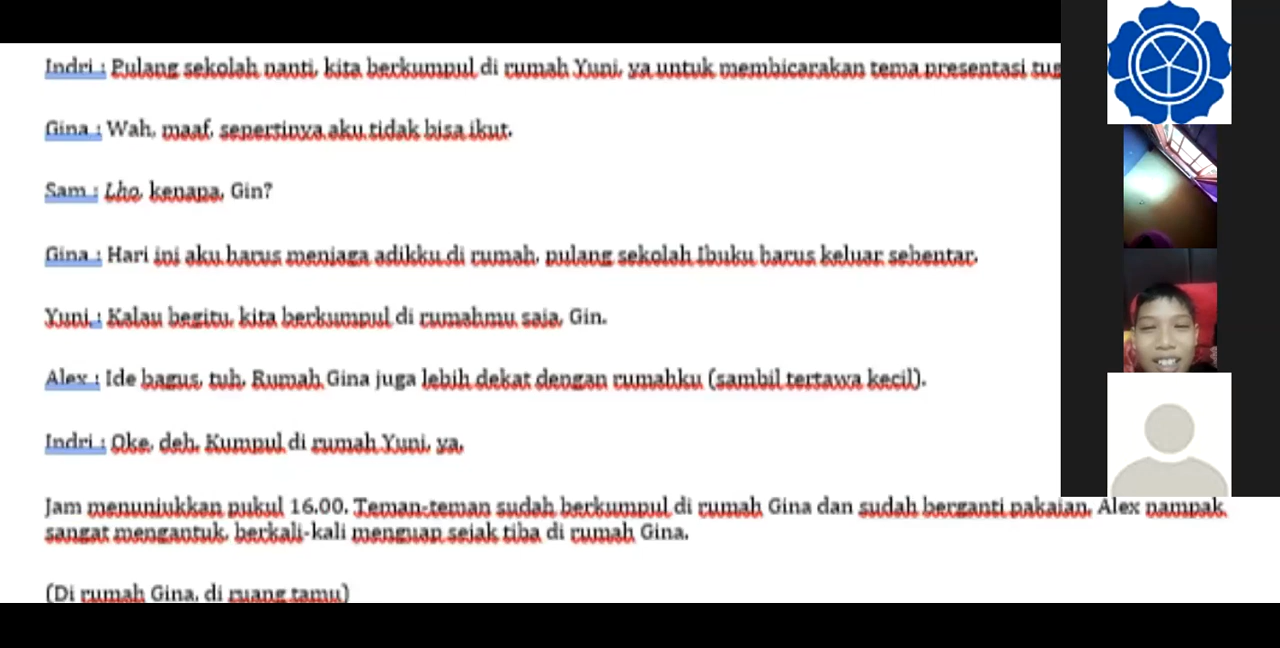 Indri : Pulang sekolah nanti, kita berkumpul di rumah Yuni, ya untuk membicarakan tema presentasi
Gina : Wah, maaf, sepertinya aku tidak bisa ikut.
Sam : Lho, kenapa, Gin?
Gina : Hari ini aku harus menjaga adikku di rumah, pulang sekolah Ibuku harus keluar sebentar.
Yuni : Kalau begitu, kita berkumpul di rumahmu saja, Gin.
Alex : Ide bagus, tuh. Rumah Gina juga lebih dekat dengan rumahku (sambil tertawa kecil).
Indri : Oke, deh. Kumpul di rumah Yuni, ya.
Jam menunjukkan pukul 16.00. Teman-teman sudah berkumpul di rumah Gina dan sudah berganti pakaian. Alex nampak
sangat mengantuk, berkali-kali menguap sejak tiba di rumah Gina.
(Di rumah Gina, di ruang tamu)